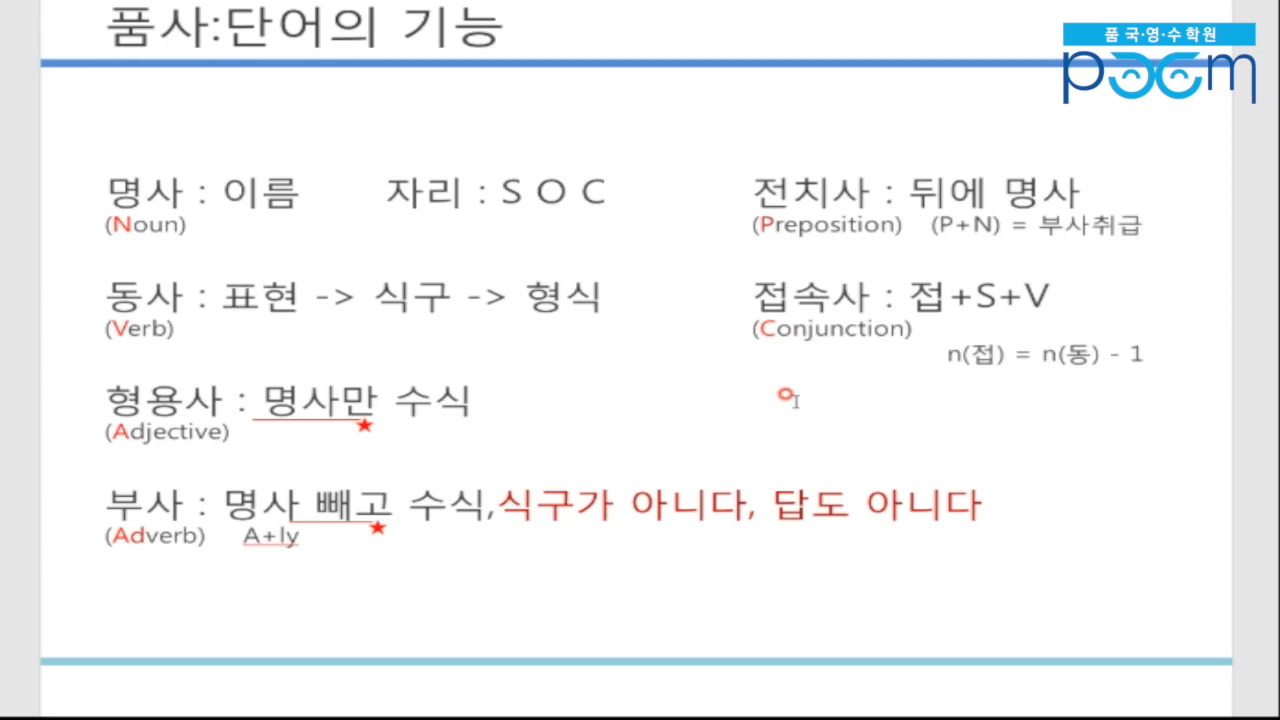 품사:단어의 기능
품 국·영·수 학원
poom
명사 : 이름 자리 : S O C
(Noun)
동사 : 표현 -> 식구 -> 형식
(Verb)
형용사 : 명사만 수식
(Adjective)
부사 : 명사 빼고 수식,식구가 아니다, 답도 아니다
(Adverb) A+ly
전치사 : 뒤에 명사
(Preposition) (P+N) = 부사취급
접속사 : 접+S+V
(Conjunction)
n(접) = n(동) - 1